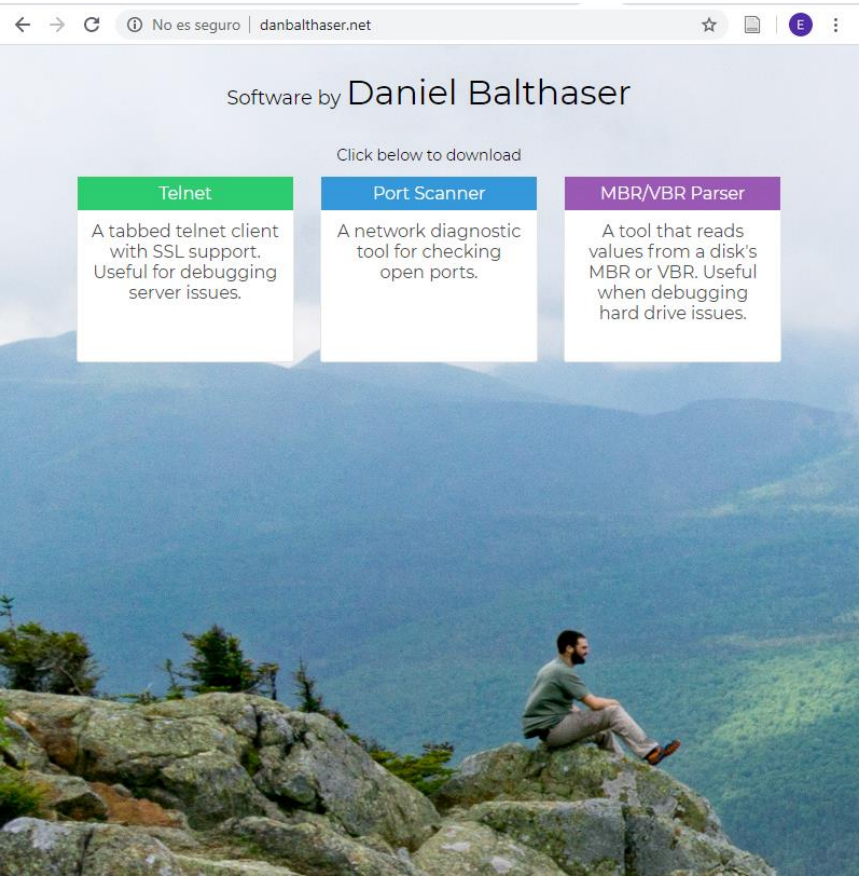 No es seguro | danbalthaser.net
E
Software by Daniel Balthaser
Click below to download
Telnet
A tabbed telnet client
with SSL support.
Useful for debugging
server issues.
Port Scanner
A network diagnostic
tool for checking
open ports.
MBR/VBR Parser
A tool that reads
values from a disk's
MBR or VBR. Useful
when debugging
hard drive issues.